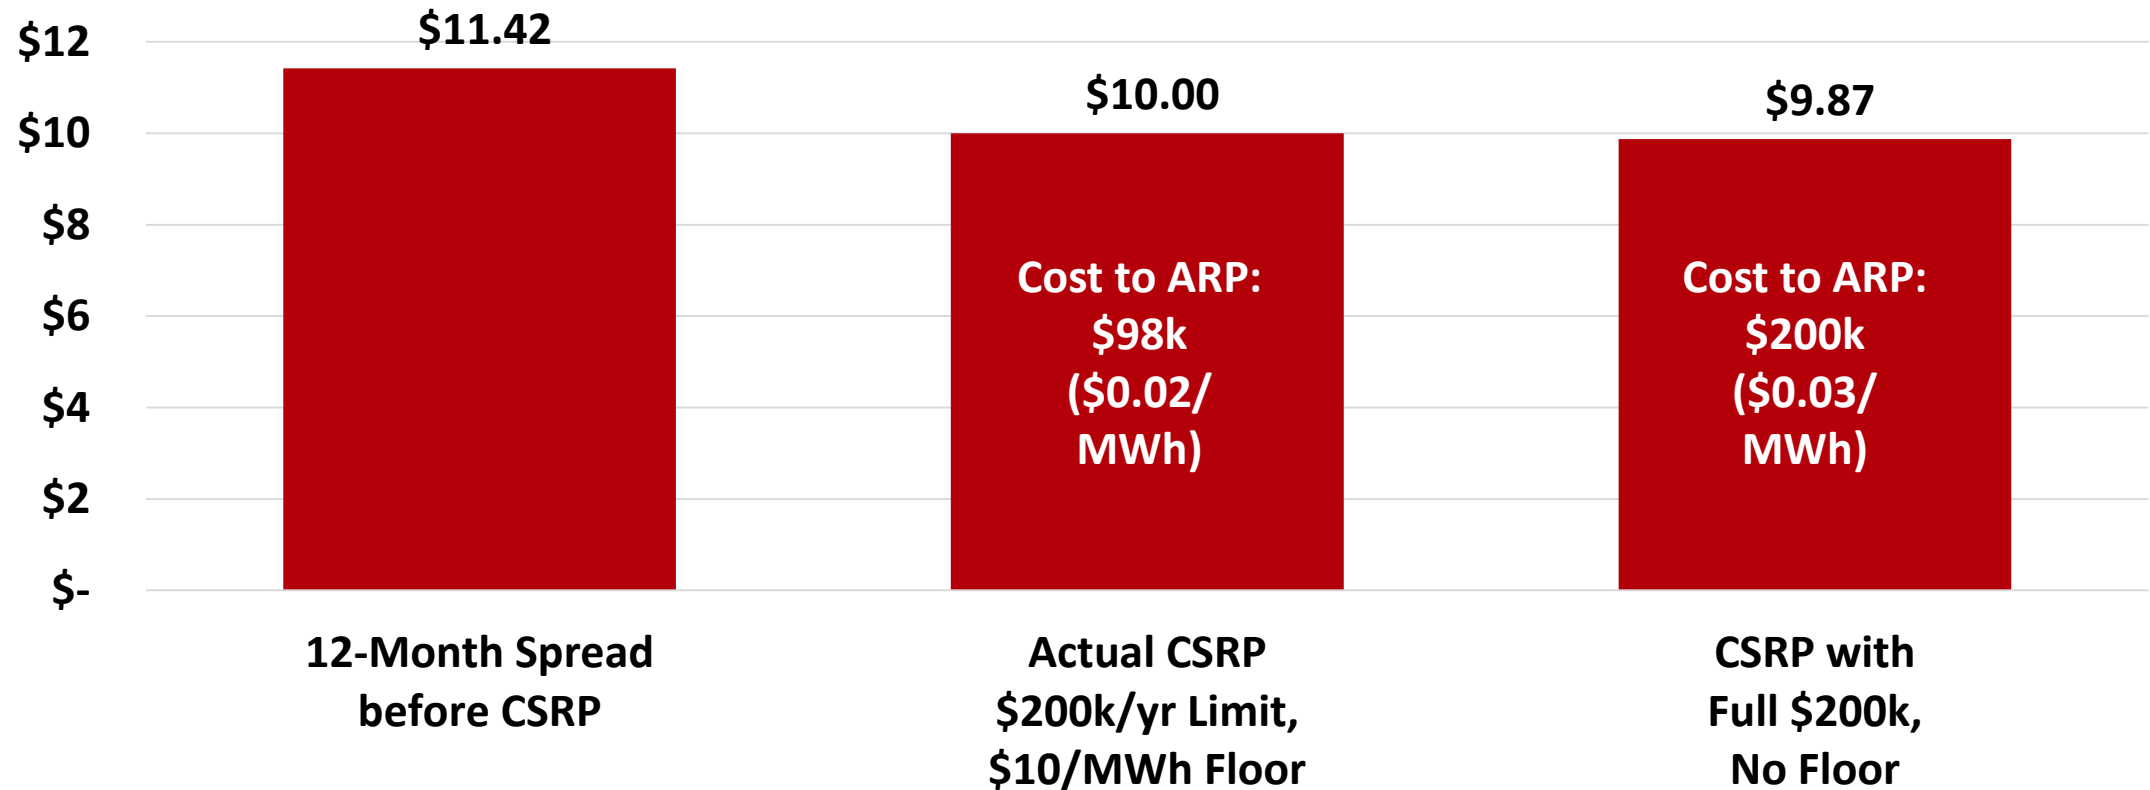 $12
$10
$8
$6
$4
$2
$-
$11.42
$10.00
$9.87
Cost to ARP:
$98k
($0.02/
MWh)
Cost to ARP:
$200k
($0.03/
MWh)
12-Month Spread
before CSRP
Actual CSRP
$200k/yr Limit,
$10/MWh Floor
CSRP with
Full $200k,
No Floor